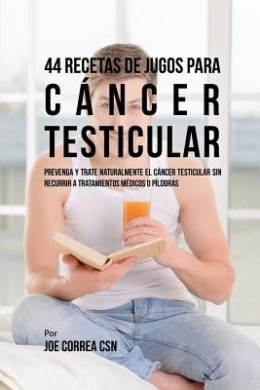 44 RECETAS DE JUGOS PARA
CÁNCER
TESTICULAR
PREVENGA Y TRATE NATURALMENTE EL CÁNCER TESTICULAR SIN
RECURRIR A TRATAMIENTOS MÉDICOS O PÍLDORAS
Por
JOE CORREA CSN